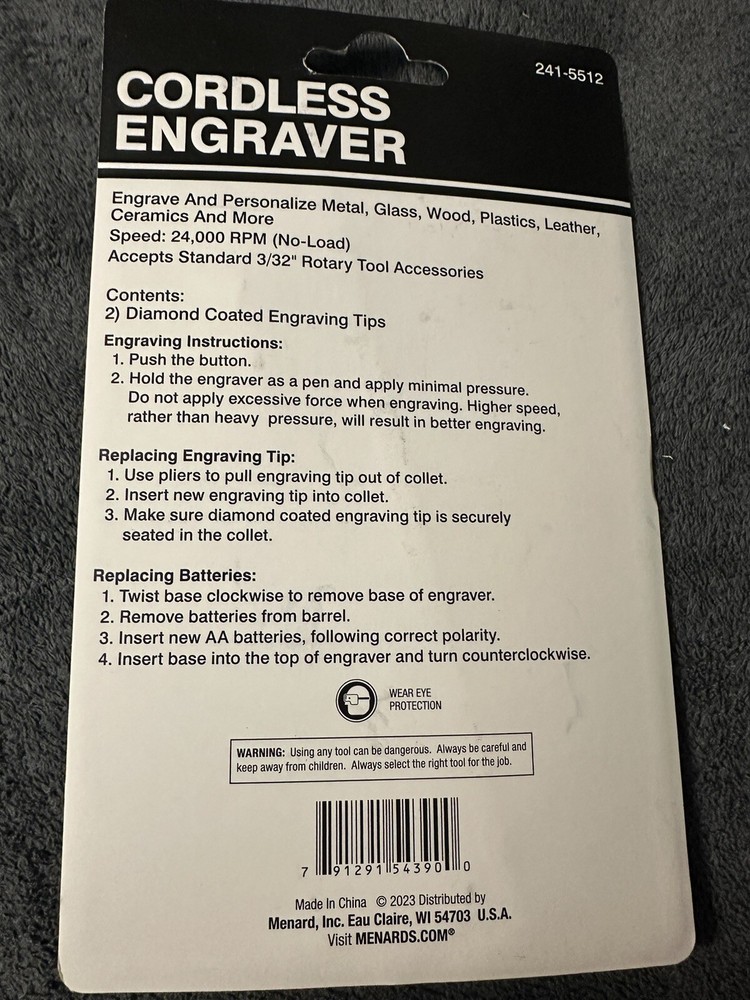 241-5512
CORDLESS
ENGRAVER
Engrave And Personalize Metal, Glass, Wood, Plastics, Leather,
Ceramics And More
Speed: 24,000 RPM (No-Load)
Accepts Standard 3/32" Rotary Tool Accessories
Contents:
2) Diamond Coated Engraving Tips
Engraving Instructions:
1. Push the button.
2. Hold the engraver as a pen and apply minimal pressure.
Do not apply excessive force when engraving. Higher speed,
rather than heavy pressure, will result in better engraving.
Replacing Engraving Tip:
1. Use pliers to pull engraving tip out of collet.
2. Insert new engraving tip into collet.
3. Make sure diamond coated engraving tip is securely
seated in the collet.
Replacing Batteries:
1. Twist base clockwise to remove base of engraver.
2. Remove batteries from barrel.
3. Insert new AA batteries, following correct polarity.
4. Insert base into the top of engraver and turn counterclockwise.
WEAR EYE
PROTECTION
WARNING: Using any tool can be dangerous. Always be careful and
keep away from children. Always select the right tool for the job.
7 91291 54390 0
Made In China © 2023 Distributed by
Menard, Inc. Eau Claire, WI 54703 U.S.A.
Visit MENARDS.COM®